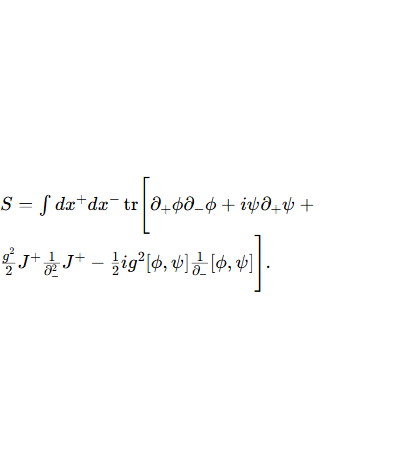 S = ∫ dx⁺dx⁻ tr[∂₊ϕ∂₋ϕ + iψ∂₊ψ +
g²/2 J⁺ 1/∂₋² J⁺ − 1/2 ig²[ϕ, ψ] 1/∂₋ [ϕ, ψ]].